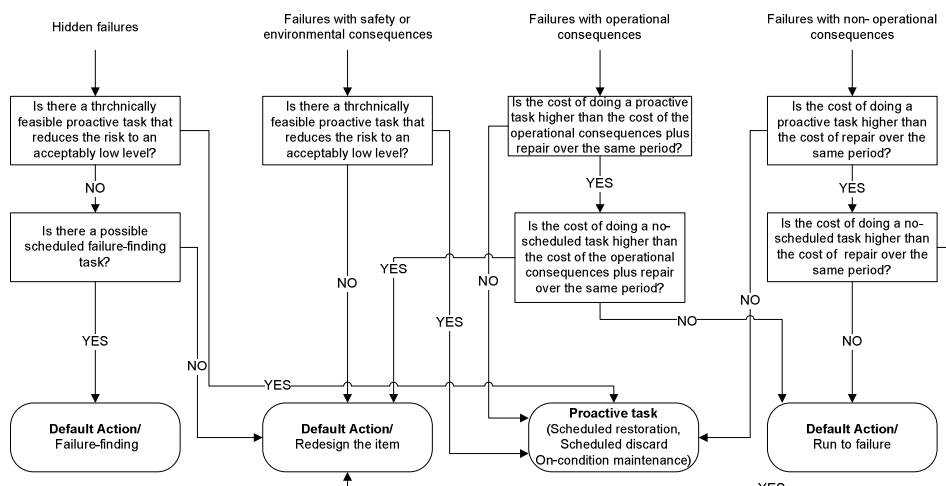 Hidden failures
Failures with safety or
environmental consequences
Failures with operational
consequences
Failures with non- operational
consequences
Is there a thrchnically
feasible proactive task that
reduces the risk to an
acceptably low level?
Is there a thrchnically
feasible proactive task that
reduces the risk to an
acceptably low level?
Is the cost of doing a proactive
task higher than the cost of the
operational consequences plus
repair over the same period?
Is the cost of doing a
proactive task higher than
the cost of repair over the
same period?
NO
YES
YES
Is there a possible
scheduled failure-finding
task?
Is the cost of doing a no-
scheduled task higher than
the cost of the operational
consequences plus repair
over the same period?
Is the cost of doing a no-
scheduled task higher than
the cost of  repair over the
same period?
YES
NO
NO
NO
YES
NO
YES
NO
NO
NO
YES
Default Action/
Failure-finding
Default Action/
Redesign the item
Proactive task
(Scheduled restoration,
Scheduled discard
On-condition maintenance)
Default Action/
Run to failure
YES